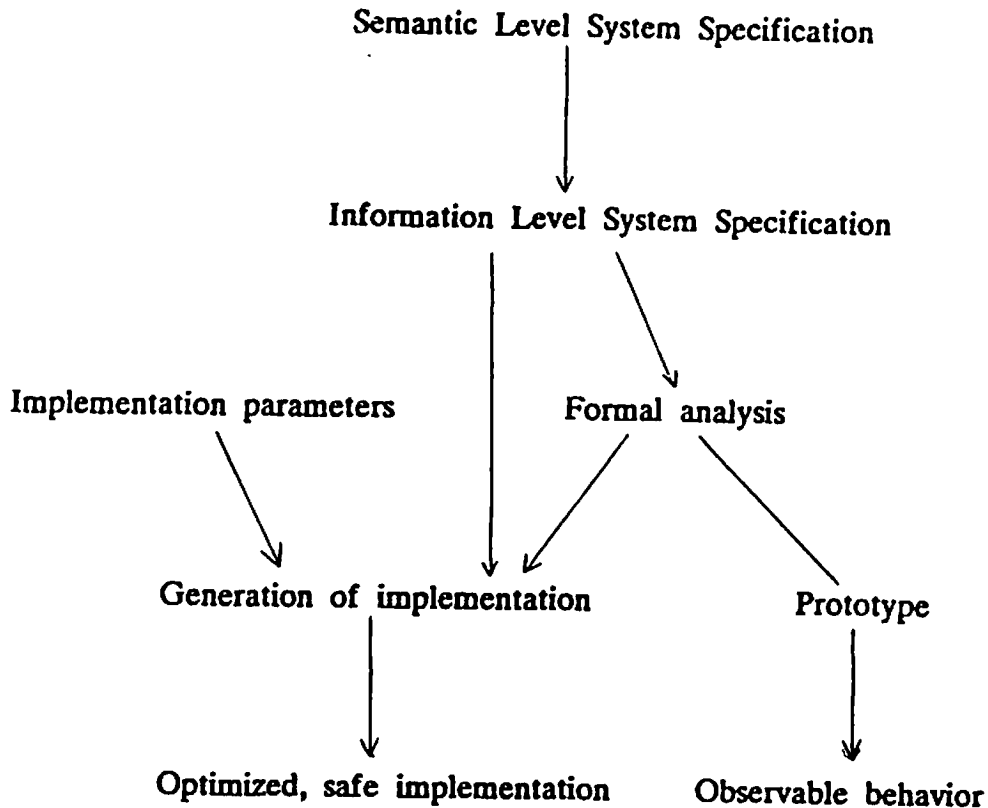 Semantic Level System Specification
Information Level System Specification
Implementation parameters
Formal analysis
Generation of implementation
Prototype
Optimized, safe implementation
Observable behavior